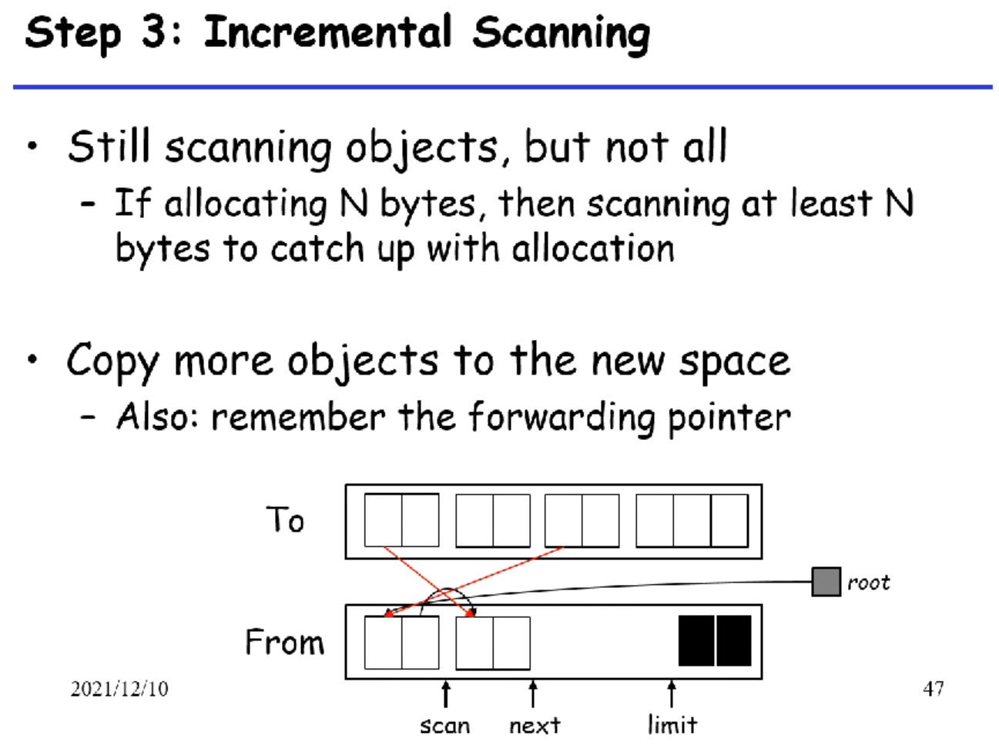 Step 3: Incremental Scanning
• Still scanning objects, but not all
– If allocating N bytes, then scanning at least N
bytes to catch up with allocation
• Copy more objects to the new space
– Also: remember the forwarding pointer
To
root
From
2021/12/10
47
scan next limit